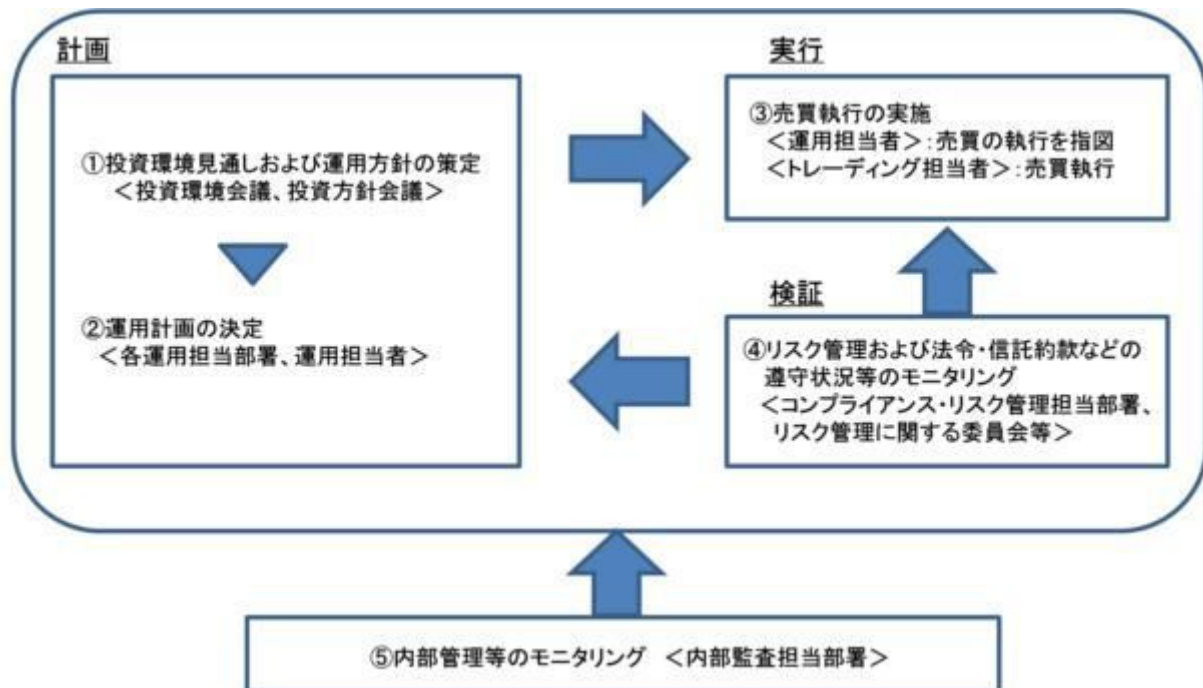 計画
①投資環境見通しおよび運用方針の策定
＜投資環境会議、投資方針会議＞
②運用計画の決定
＜各運用担当部署、運用担当者＞
実行
③売買執行の実施
＜運用担当者＞：売買の執行を指図
＜トレーディング担当者＞：売買執行
検証
④リスク管理および法令・信託約款などの
遵守状況等のモニタリング
＜コンプライアンス・リスク管理担当部署、
リスク管理に関する委員会等＞
⑤内部管理等のモニタリング　＜内部監査担当部署＞